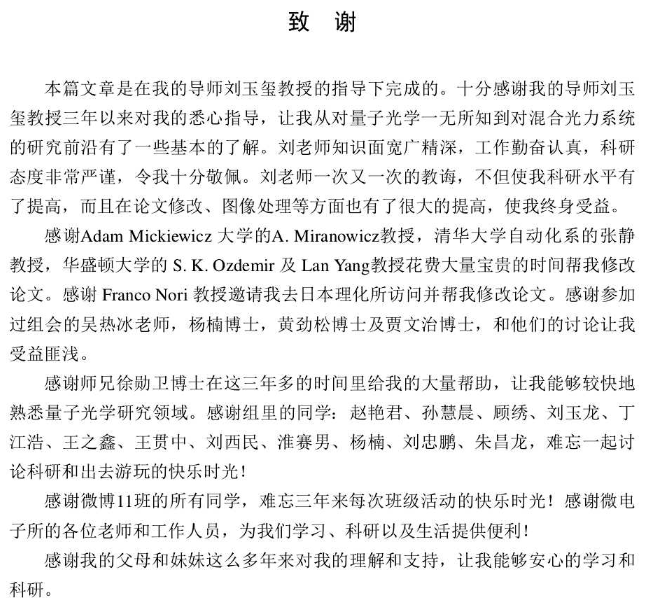 致 谢
本篇文章是在我的导师刘玉玺教授的指导下完成的。十分感谢我的导师刘玉
玺教授三年以来对我的悉心指导，让我从对量子光学一无所知到对混合光力系统
的研究前沿有了一些基本的了解。刘老师知识面宽广精深，工作勤奋认真，科研
态度非常严谨，令我十分敬佩。刘老师一次又一次的教诲，不但使我科研水平有
了提高，而且在论文修改、图像处理等方面也有了很大的提高，使我终身受益。
感谢Adam Mickiewicz 大学的A. Miranowicz教授，清华大学自动化系的张静
教授，华盛顿大学的 S. K. Ozdemir 及 Lan Yang教授花费大量宝贵的时间帮我修改
论文。感谢 Franco Nori 教授邀请我去日本理化所访问并帮我修改论文。感谢参加
过组会的吴热冰老师，杨楠博士，黄劲松博士及贾文治博士，和他们的讨论让我
受益匪浅。
感谢师兄徐勋卫博士在这三年多的时间里给我的大量帮助，让我能够较快地
熟悉量子光学研究领域。感谢组里的同学：赵艳君、孙慧晨、顾绣、刘玉龙、丁
江浩、王之鑫、王贯中、刘西民、淮赛男、杨楠、刘忠鹏、朱昌龙，难忘一起讨
论科研和出去游玩的快乐时光！
感谢微博11班的所有同学，难忘三年来每次班级活动的快乐时光！感谢微电
子所的各位老师和工作人员，为我们学习、科研以及生活提供便利！
感谢我的父母和妹妹这么多年来对我的理解和支持，让我能够安心的学习和
科研。